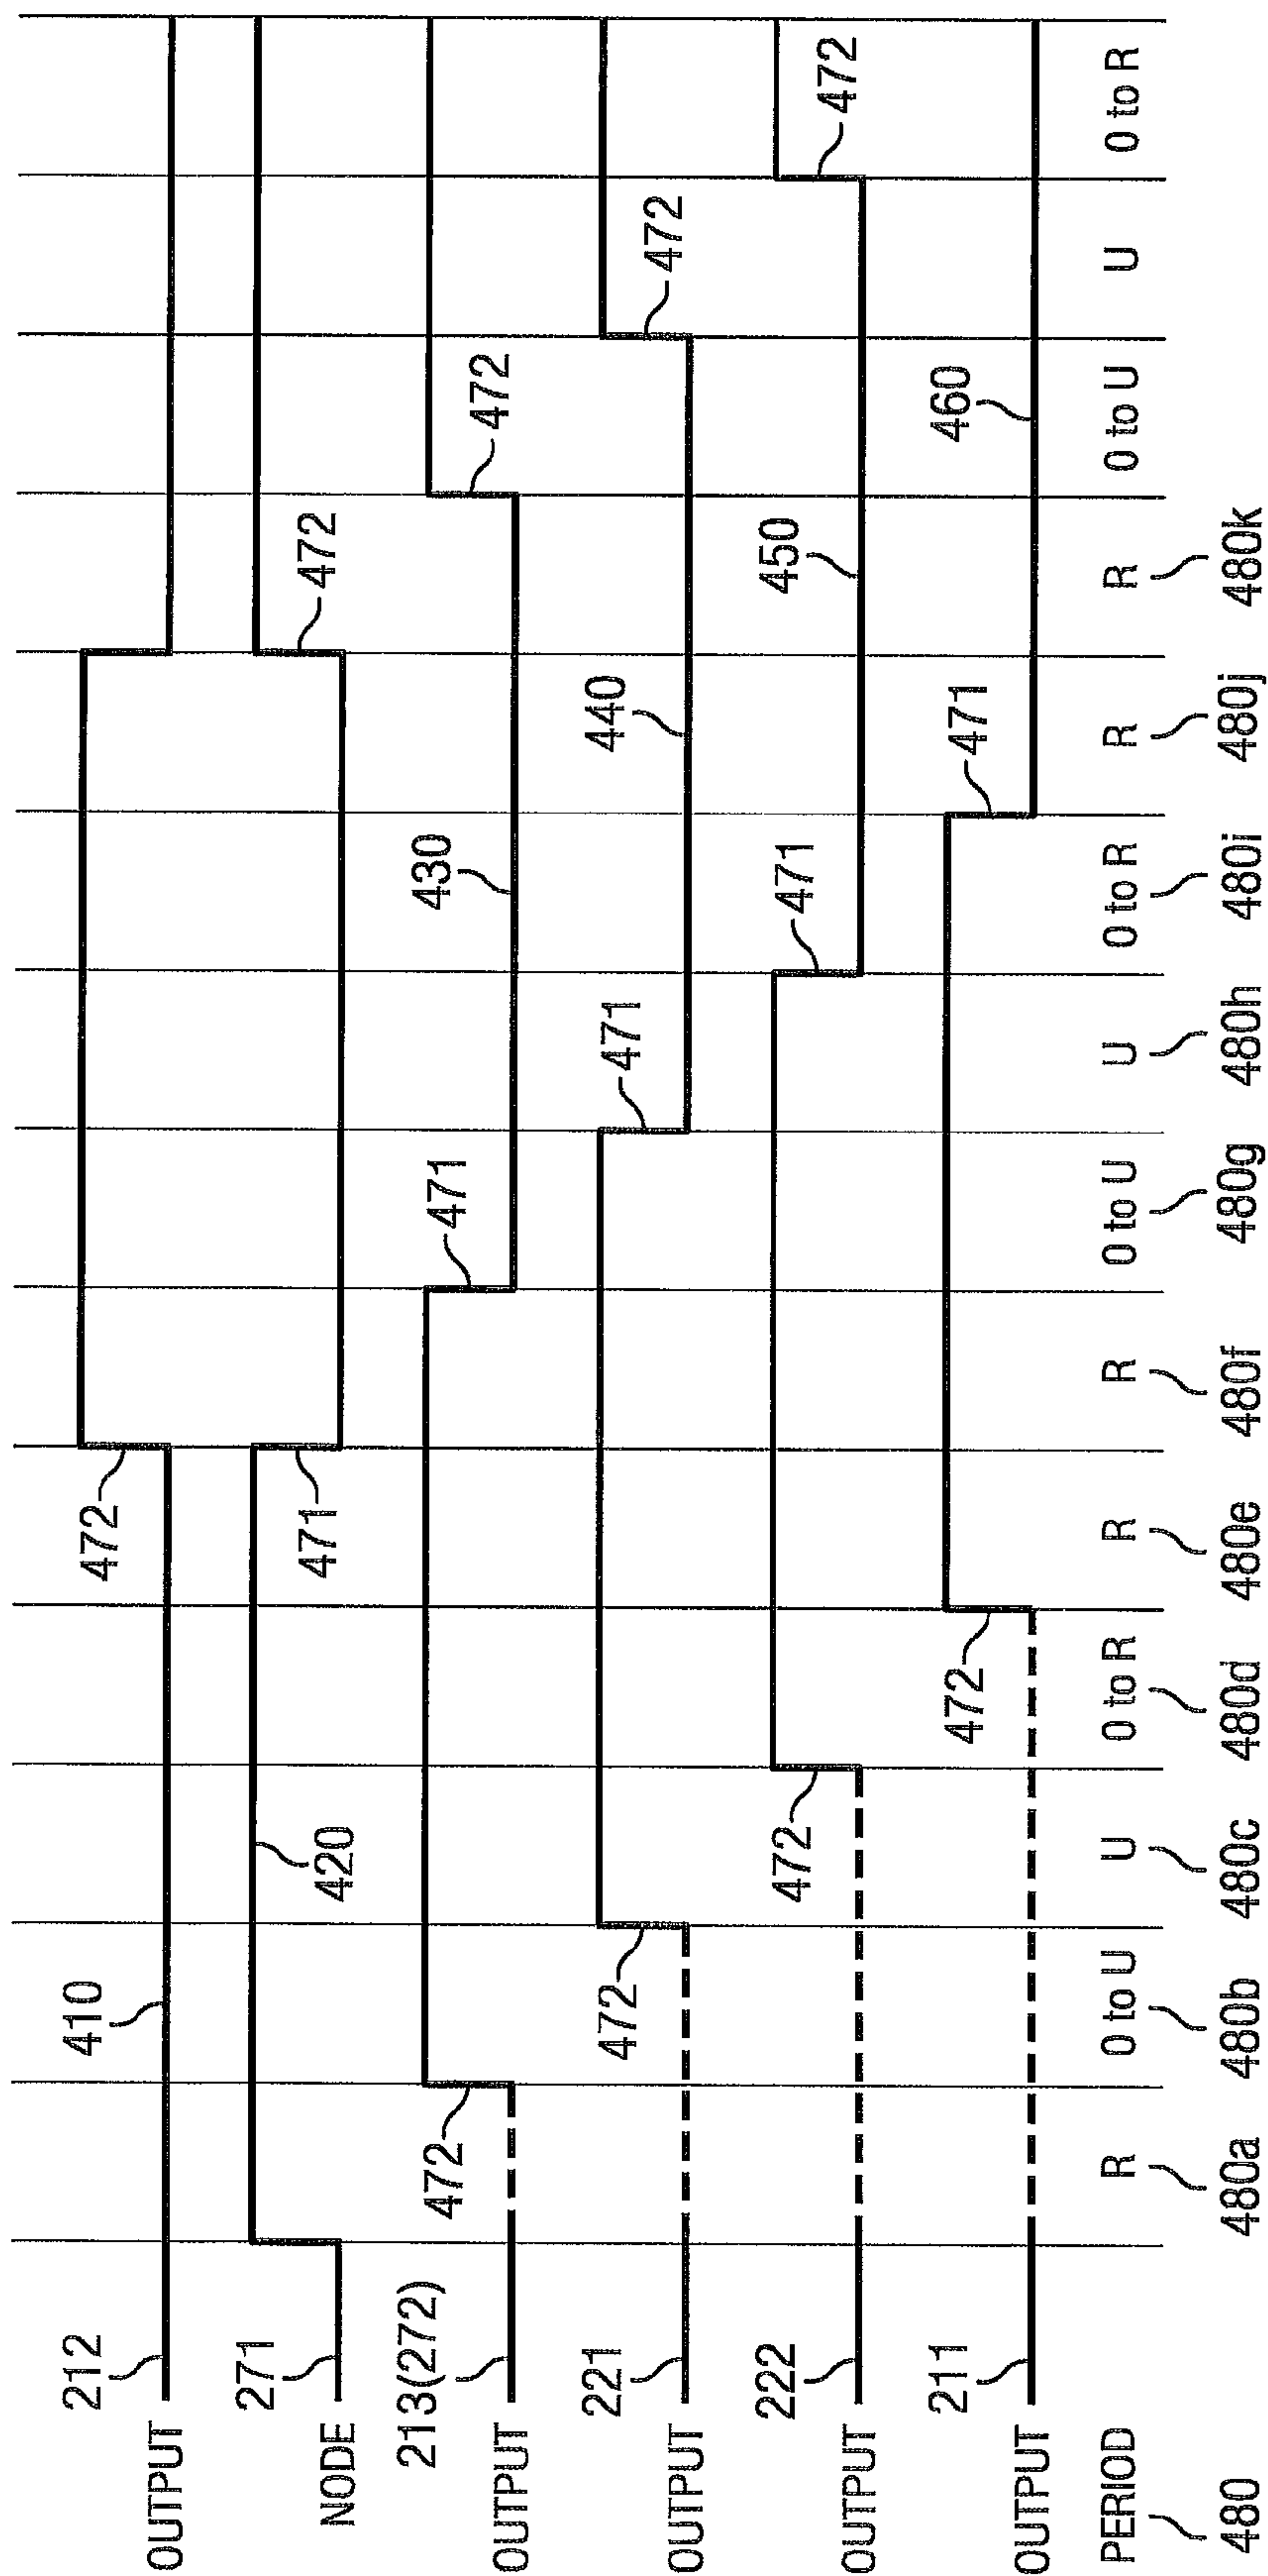 212 410 472
OUTPUT
271 420 471 472
NODE
213(272) 472 471 430 472
OUTPUT
221 472 471 440 472
OUTPUT
222 472 471 450 472
OUTPUT
211 472 471 460
OUTPUT
PERIOD R 0 to U U 0 to R R R 0 to U U 0 to R R R 0 to U U 0 to R
480 480a 480b 480c 480d 480e 480f 480g 480h 480i 480j 480k